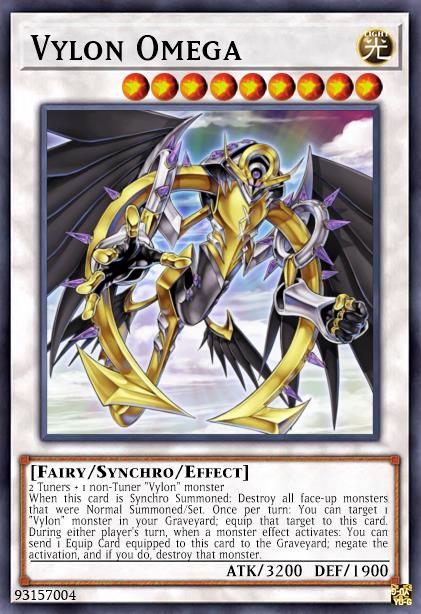 Vylon Omega
LIGHT
光
[Fairy/Synchro/Effect]
2 Tuners + 1 non-Tuner "Vylon" monster
When this card is Synchro Summoned: Destroy all face-up monsters
that were Normal Summoned/Set. Once per turn: You can target 1
"Vylon" monster in your Graveyard; equip that target to this card.
During either player's turn, when a monster effect activates: You can
send 1 Equip Card equipped to this card to the Graveyard; negate the
activation, and if you do, destroy that monster.
ATK/3200 DEF/1900
93157004